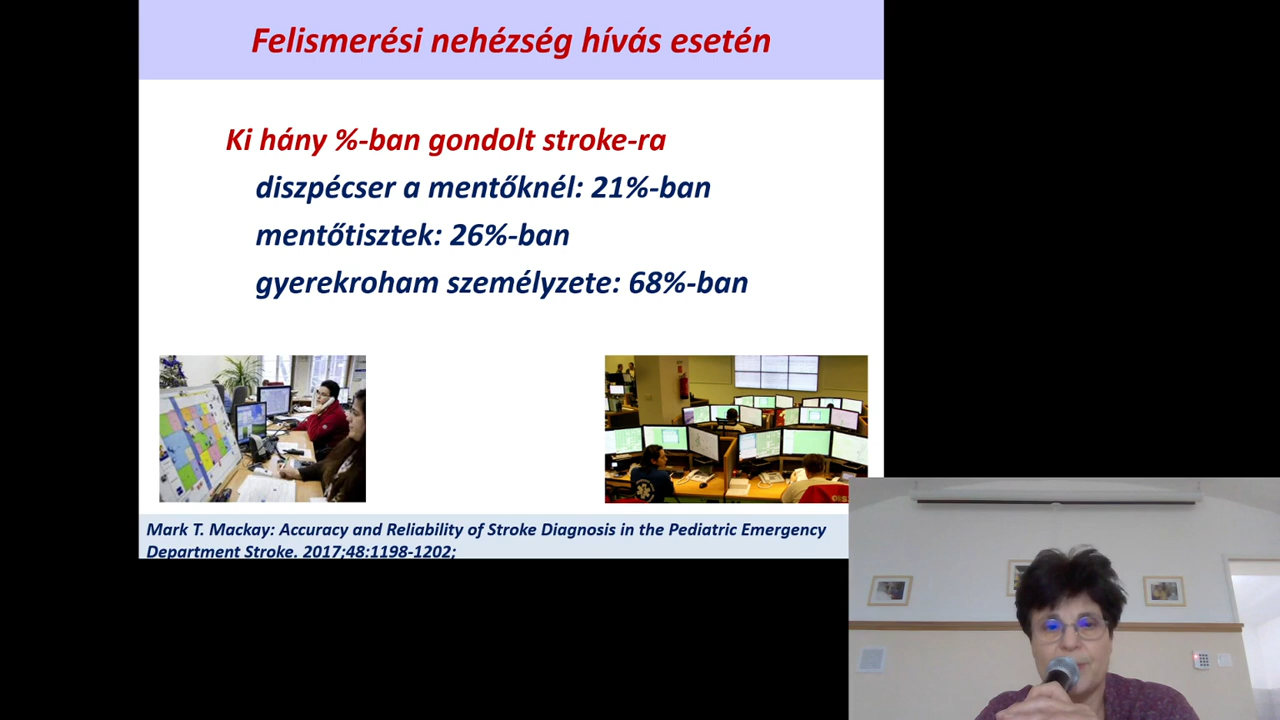 Felismerési nehézség hívás esetén
Ki hány %-ban gondolt stroke-ra
diszpécser a mentőknél: 21%-ban
mentőtisztek: 26%-ban
gyerekroham személyzete: 68%-ban
Mark T. Mackay: Accuracy and Reliability of Stroke Diagnosis in the Pediatric Emergency
Department Stroke. 2017;48:1198-1202;